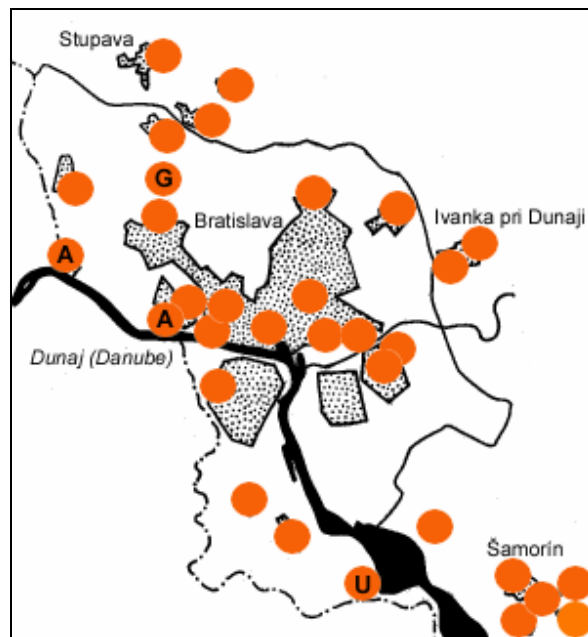 Stupava
G
Bratislava
Ivanka pri Dunaji
A
A
Dunaj (Danube)
Šamorín
U